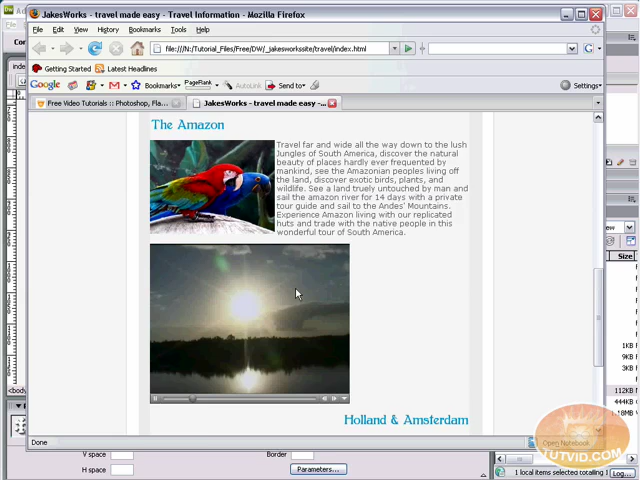 JakesWorks - travel made easy - Travel Information - Mozilla Firefox
File Edit View History Bookmarks Tools Help
file:///N:/Tutorial_Files/Free/DW/_jakesworkssite/travel/index.html
Getting Started Latest Headlines
Google Bookmarks PageRank AutoLink Send to Settings
Free Video Tutorials :: Photoshop, Fla... JakesWorks - travel made easy -...
The Amazon
Travel far and wide all the way down to the lush
Jungles of South America, discover the natural
beauty of places hardly ever frequented by
mankind, see the Amazonian peoples living off
the land, discover exotic birds, plants, and
wildlife. See a land truely untouched by man and
sail the amazon river for 14 days with a private
tour guide and sail to the Andes' Mountains.
Experience Amazon living with our replicated
huts and trade with the native people in this
wonderful tour of South America.
Holland & Amsterdam
Done
Open Notebook
TUTVID.COM
V space Border
H space Parameters...
1 local items selected totalling Log...
Size
1KB
9KB
3KB
112KB
444KB